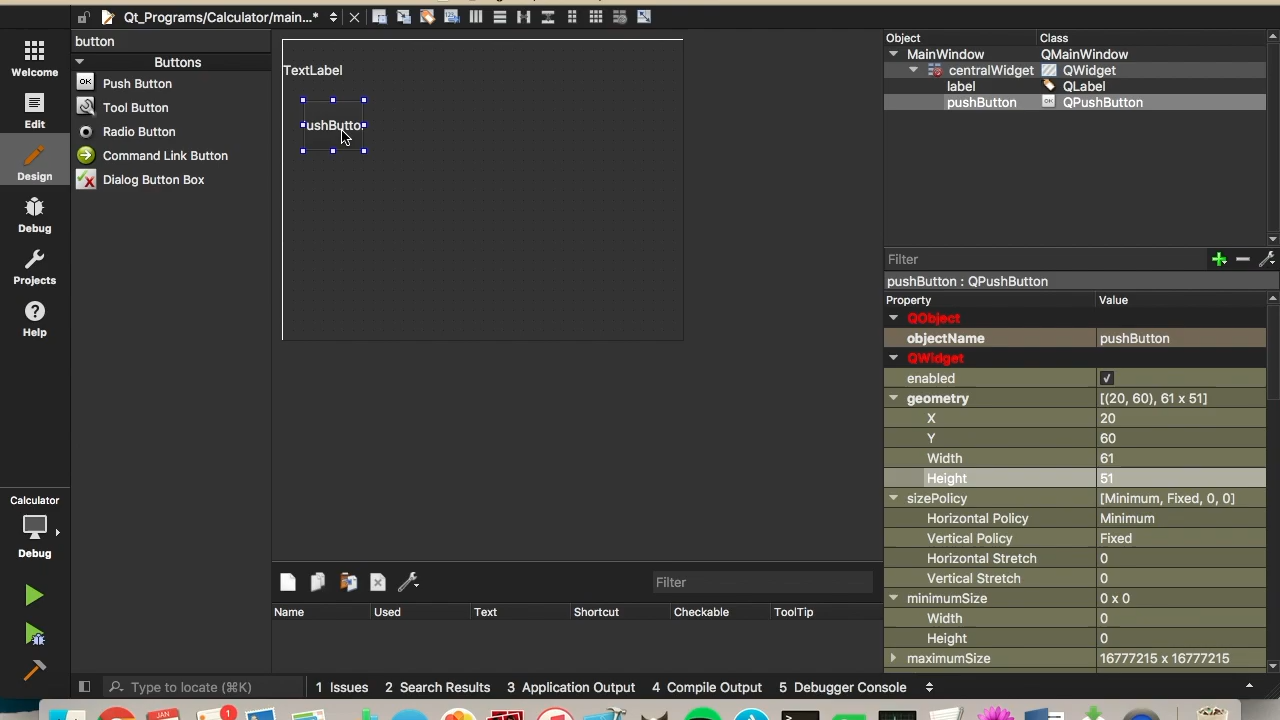 Qt_Programs/Calculator/main...*
Welcome
Edit
Design
Debug
Projects
Help
Calculator
Debug
button
Buttons
Push Button
Tool Button
Radio Button
Command Link Button
Dialog Button Box
TextLabel
ushButto
Object Class
MainWindow QMainWindow
centralWidget QWidget
label QLabel
pushButton QPushButton
Filter
pushButton : QPushButton
Property Value
QObject
objectName pushButton
QWidget
enabled
geometry [(20, 60), 61 x 51]
X 20
Y 60
Width 61
Height 51
sizePolicy [Minimum, Fixed, 0, 0]
Horizontal Policy Minimum
Vertical Policy Fixed
Horizontal Stretch 0
Vertical Stretch 0
minimumSize 0 x 0
Width 0
Height 0
maximumSize 16777215 x 16777215
Filter
Name Used Text Shortcut Checkable ToolTip
Type to locate (⌘K) 1 Issues 2 Search Results 3 Application Output 4 Compile Output 5 Debugger Console
JAN 1